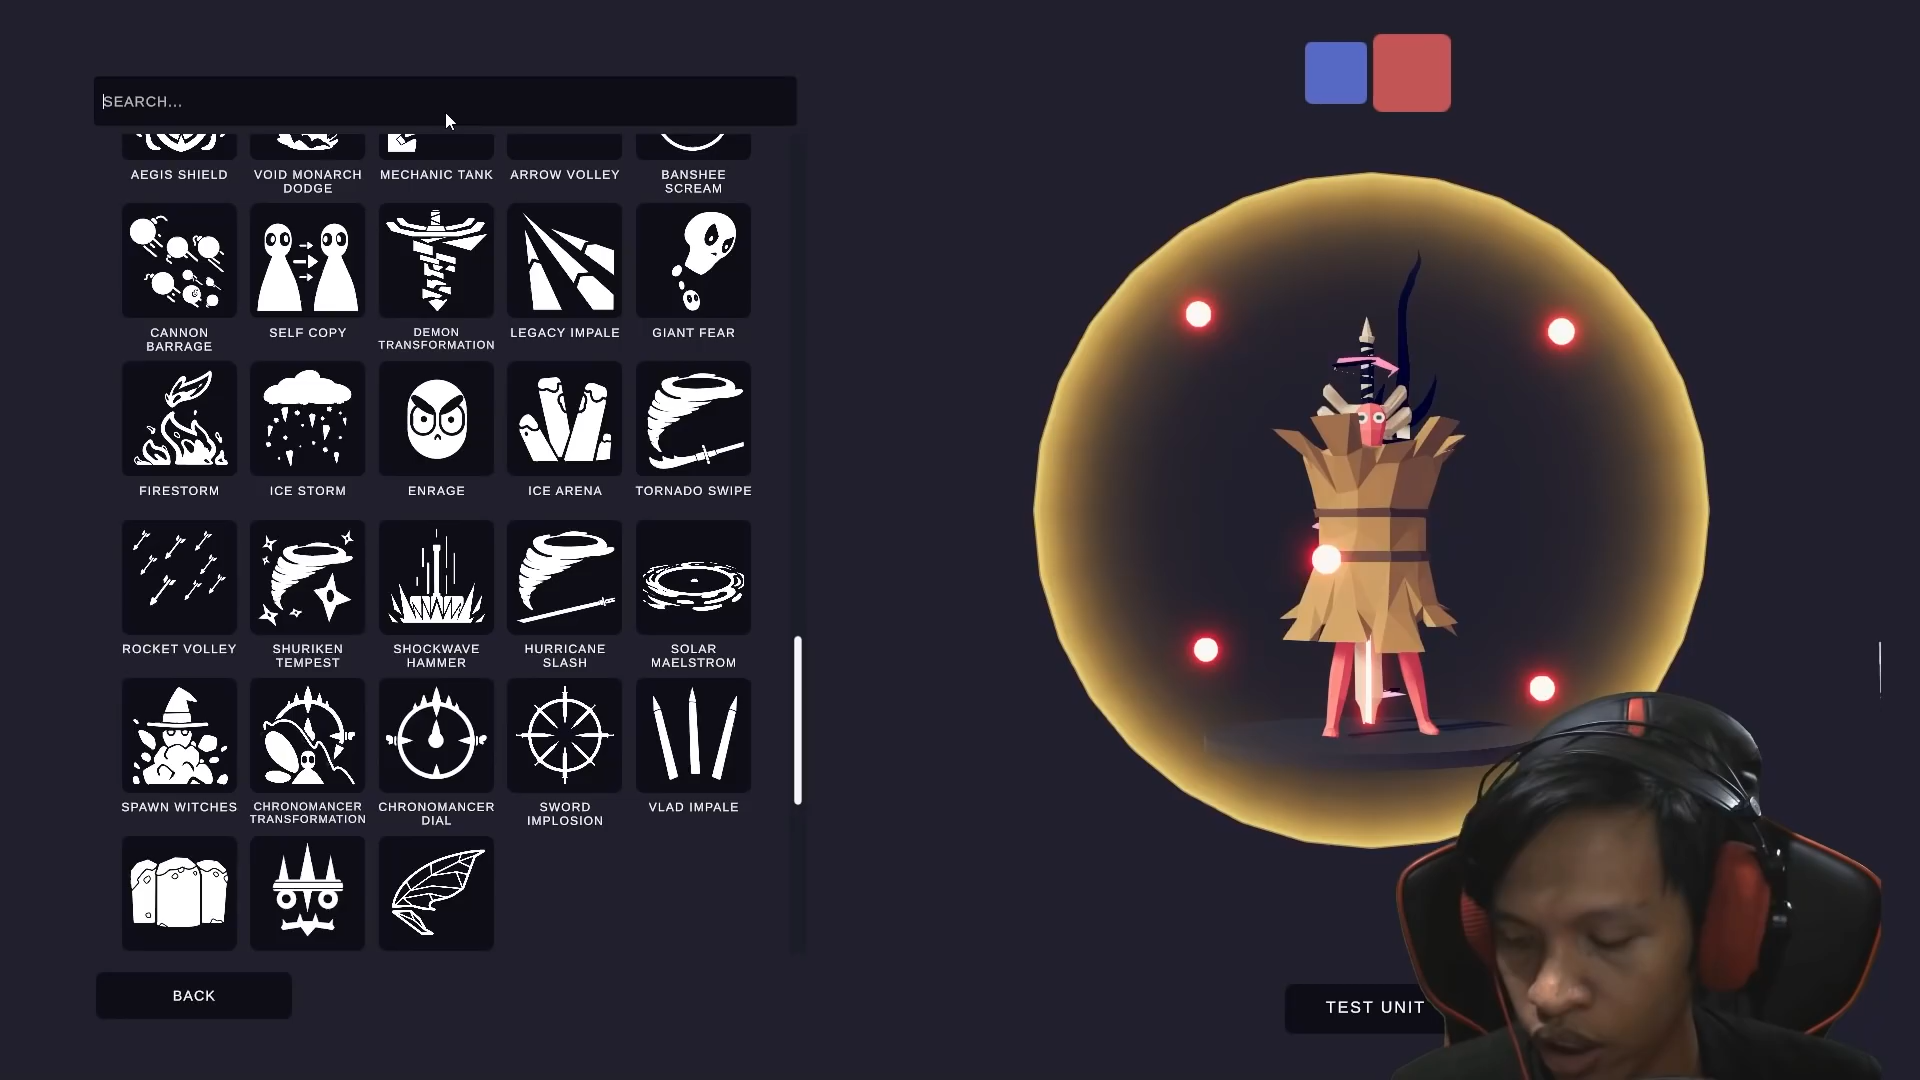 SEARCH...
AEGIS SHIELD
VOID MONARCH
DODGE
MECHANIC TANK
ARROW VOLLEY
BANSHEE
SCREAM
CANNON
BARRAGE
SELF COPY
DEMON
TRANSFORMATION
LEGACY IMPALE
GIANT FEAR
FIRESTORM
ICE STORM
ENRAGE
ICE ARENA
TORNADO SWIPE
ROCKET VOLLEY
SHURIKEN
TEMPEST
SHOCKWAVE
HAMMER
HURRICANE
SLASH
SOLAR
MAELSTROM
SPAWN WITCHES
CHRONOMANCER
TRANSFORMATION
CHRONOMANCER
DIAL
SWORD
IMPLOSION
VLAD IMPALE
BACK
TEST UNIT